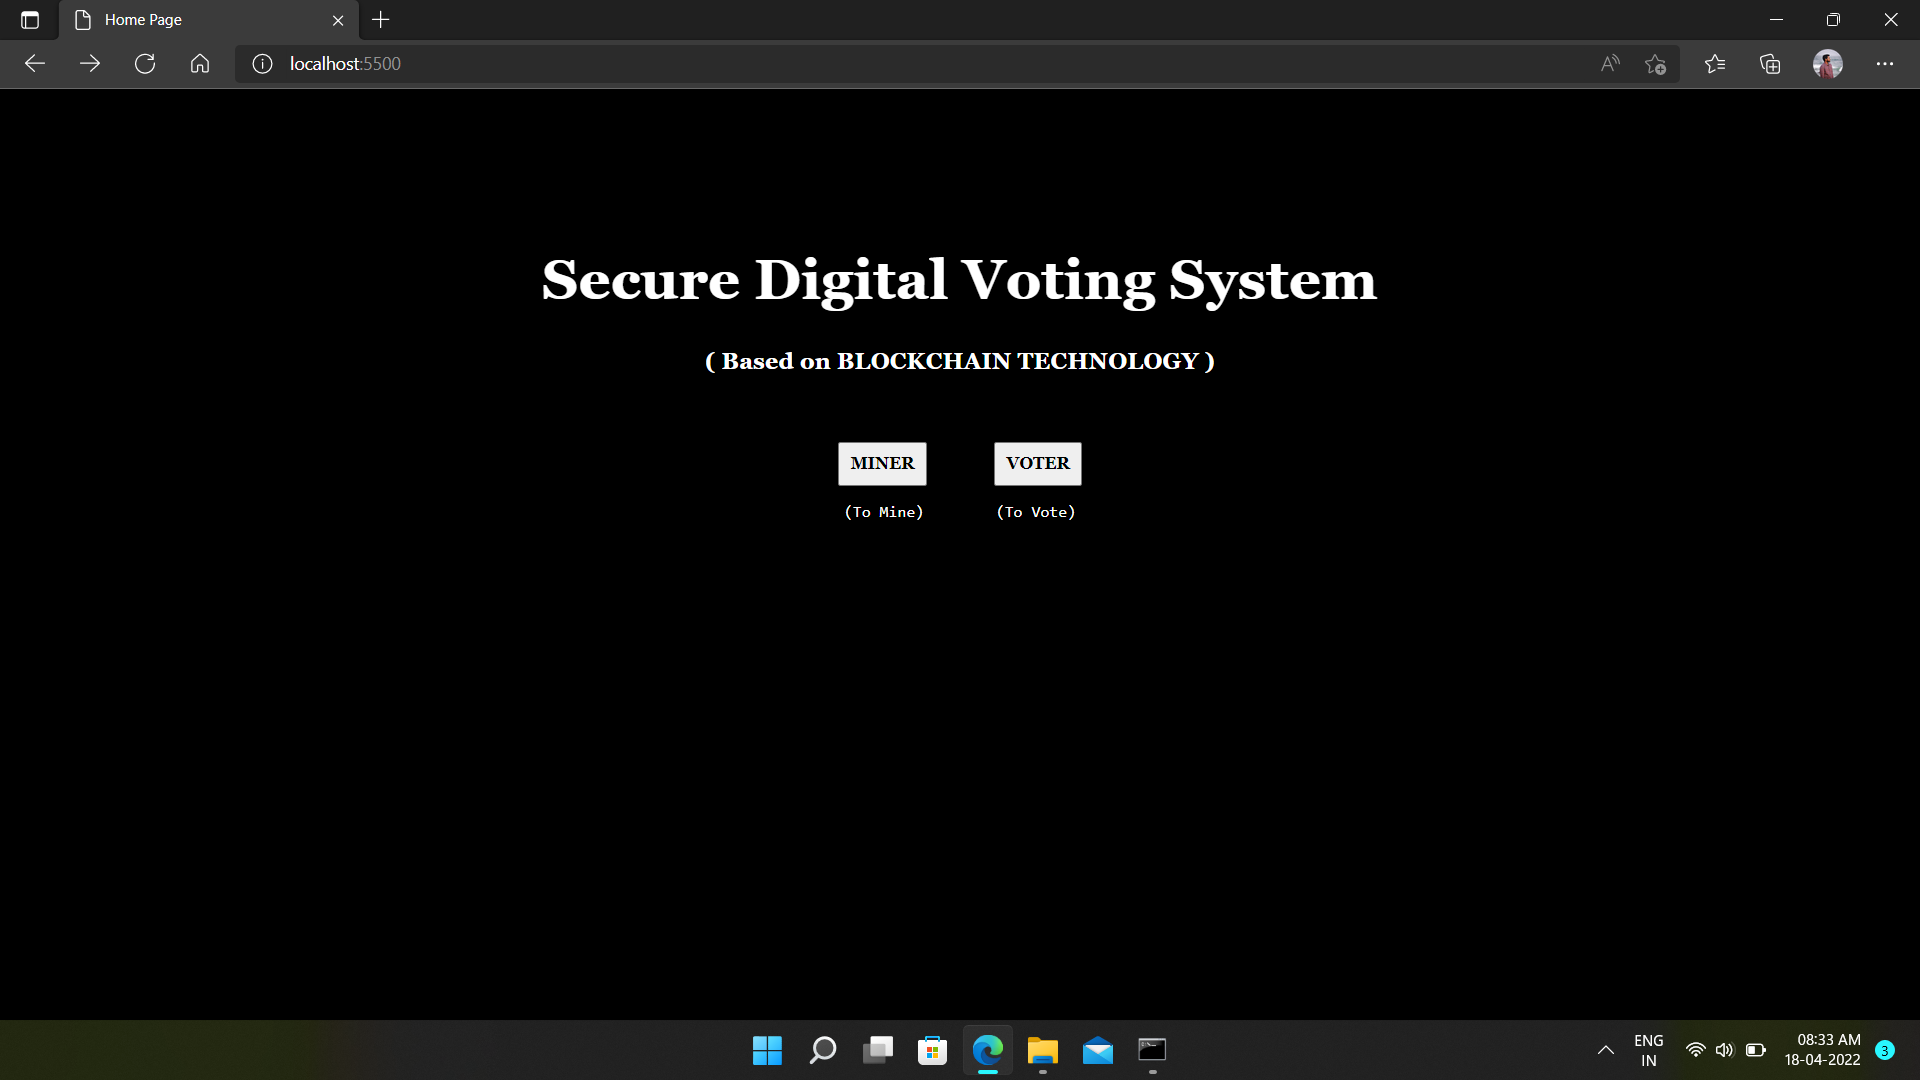 Home Page
localhost:5500
Secure Digital Voting System
( Based on BLOCKCHAIN TECHNOLOGY )
MINER VOTER
(To Mine) (To Vote)
ENG
IN
08:33 AM
18-04-2022
3